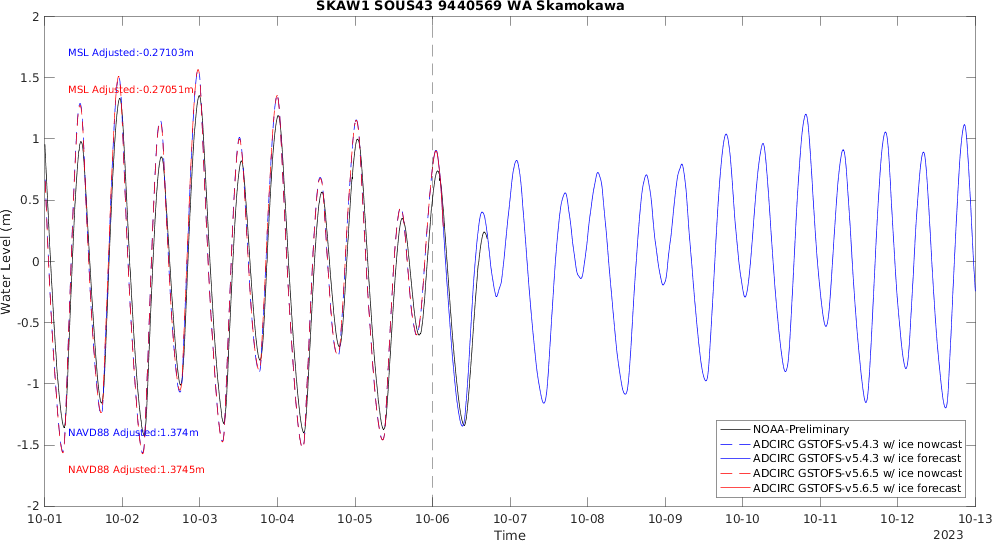 SKAW1 SOUS43 9440569 WA Skamokawa
2
MSL Adjusted:-0.27103m
1.5
MSL Adjusted:-0.27051m
1
0.5
0
-0.5
-1
NAVD88 Adjusted:1.374m
-1.5
NAVD88 Adjusted:1.3745m
-2
Water Level (m)
NOAA-Preliminary
ADCIRC GSTOFS-v5.4.3 w/ ice nowcast
ADCIRC GSTOFS-v5.4.3 w/ ice forecast
ADCIRC GSTOFS-v5.6.5 w/ ice nowcast
ADCIRC GSTOFS-v5.6.5 w/ ice forecast
10-01 10-02 10-03 10-04 10-05 10-06 10-07 10-08 10-09 10-10 10-11 10-12 10-13
Time
2023